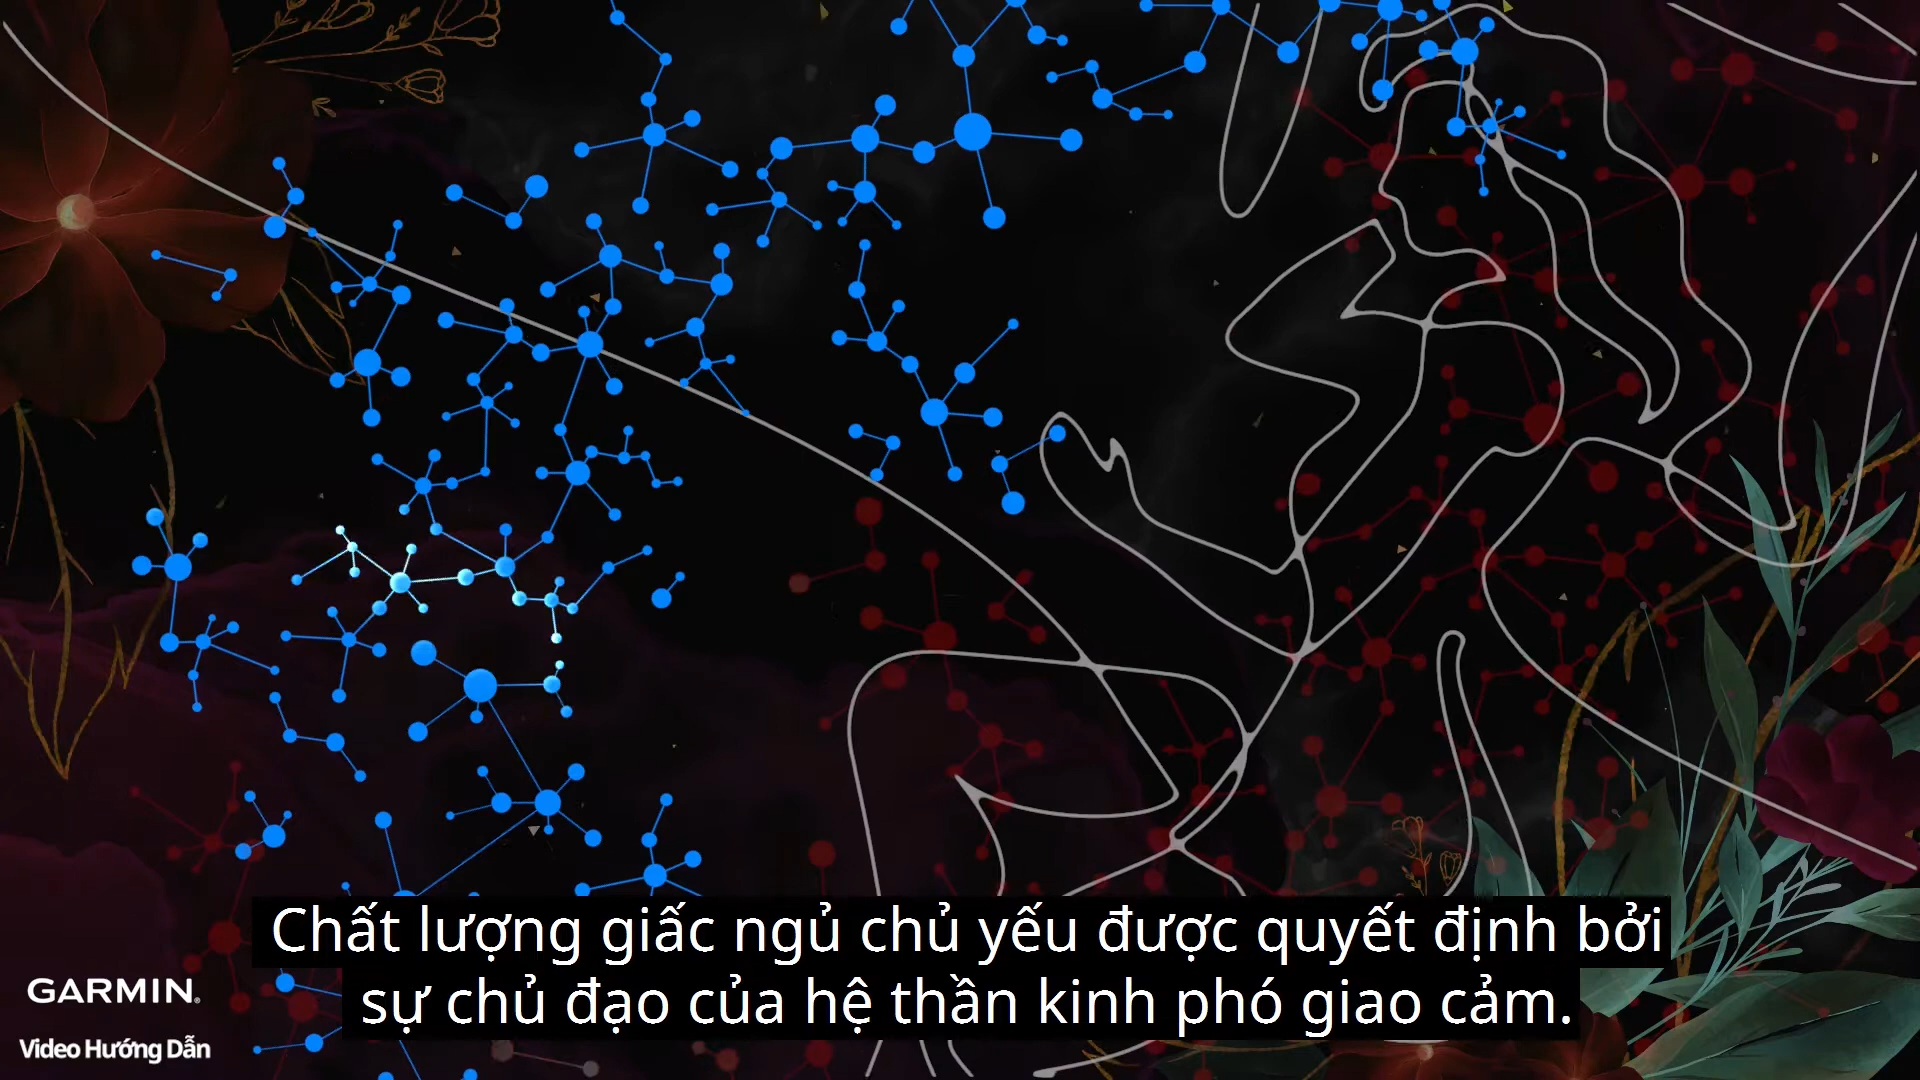 Chất lượng giấc ngủ chủ yếu được quyết định bởi
sự chủ đạo của hệ thần kinh phó giao cảm.
GARMIN.
Video Hướng Dẫn